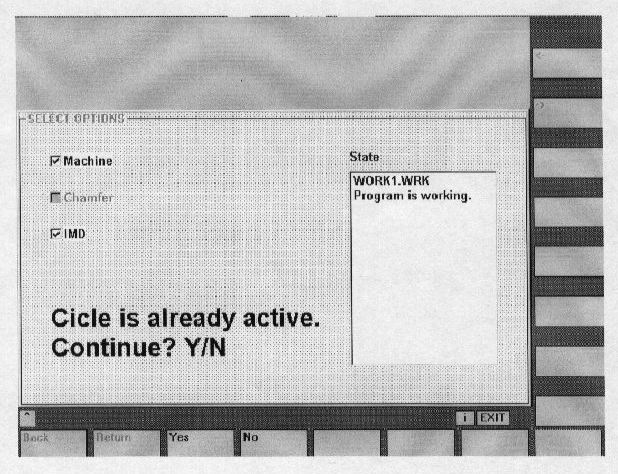 <
>
SELECT OPTIONS
Machine
State
WORK1.WRK
Program is working.
Chamfer
IMD
Cicle is already active.
Continue? Y/N
^
i EXIT
Back Return Yes No